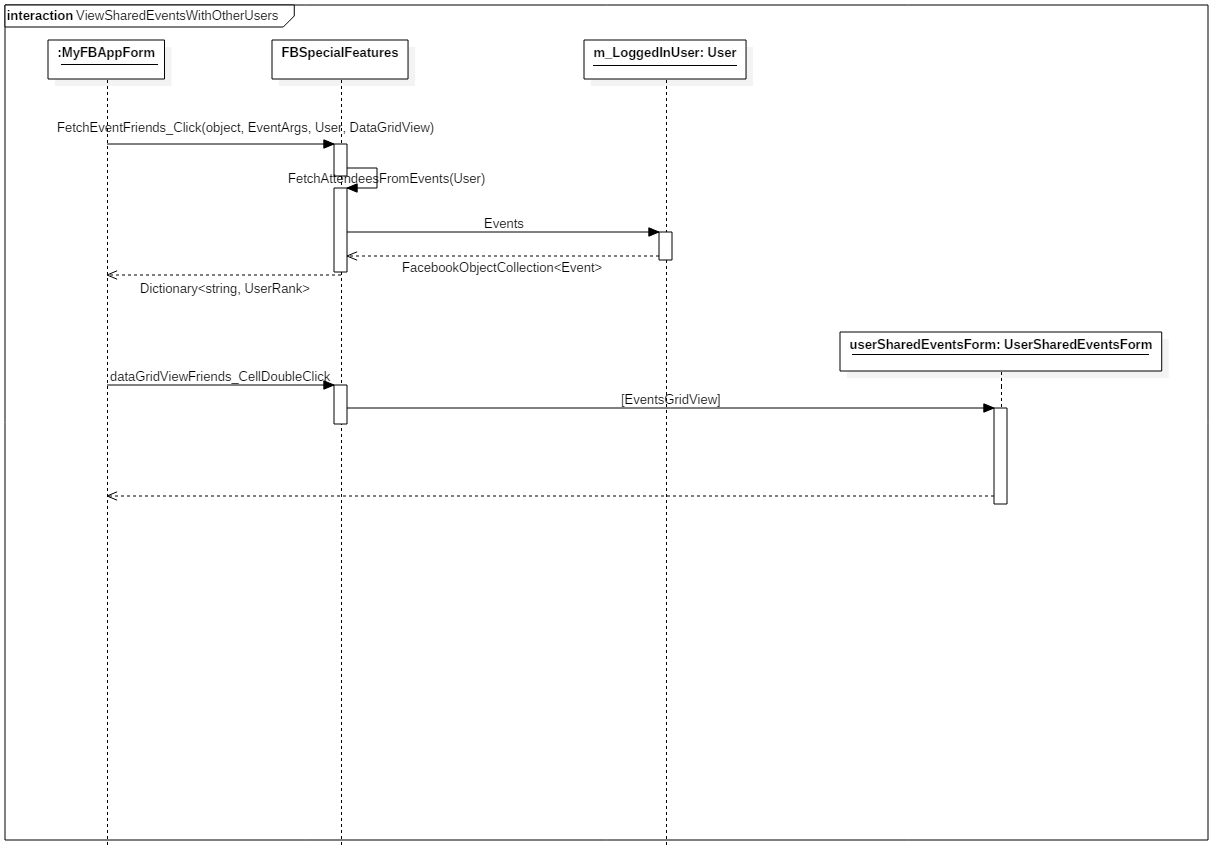 interaction ViewSharedEventsWithOtherUsers
:MyFBAppForm
FBSpecialFeatures
m_LoggedInUser: User
FetchEventFriends_Click(object, EventArgs, User, DataGridView)
FetchAttendeesFromEvents(User)
Events
FacebookObjectCollection<Event>
Dictionary<string, UserRank>
userSharedEventsForm: UserSharedEventsForm
dataGridViewFriends_CellDoubleClick
[EventsGridView]